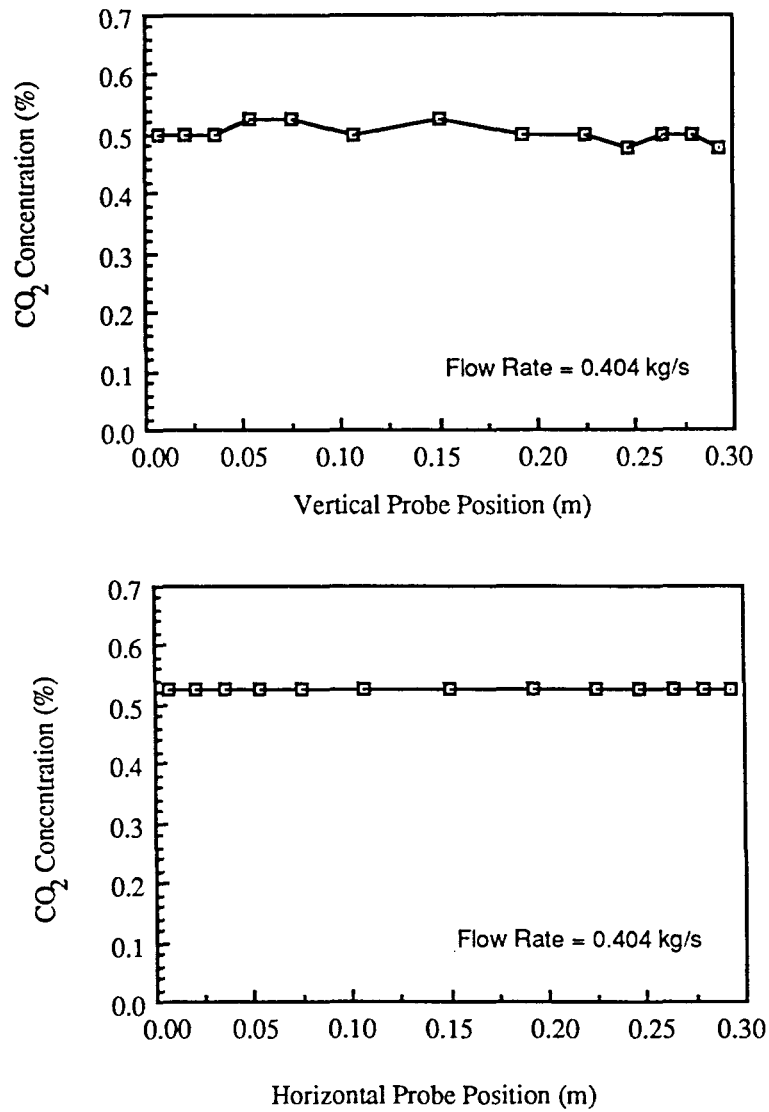 0.7
0.6
0.5
0.4
0.3
0.2
0.1
0.0
CO2 Concentration (%)
Flow Rate = 0.404 kg/s
0.00 0.05 0.10 0.15 0.20 0.25 0.30
Vertical Probe Position (m)
0.7
0.6
0.5
0.4
0.3
0.2
0.1
0.0
CO2 Concentration (%)
Flow Rate = 0.404 kg/s
0.00 0.05 0.10 0.15 0.20 0.25 0.30
Horizontal Probe Position (m)